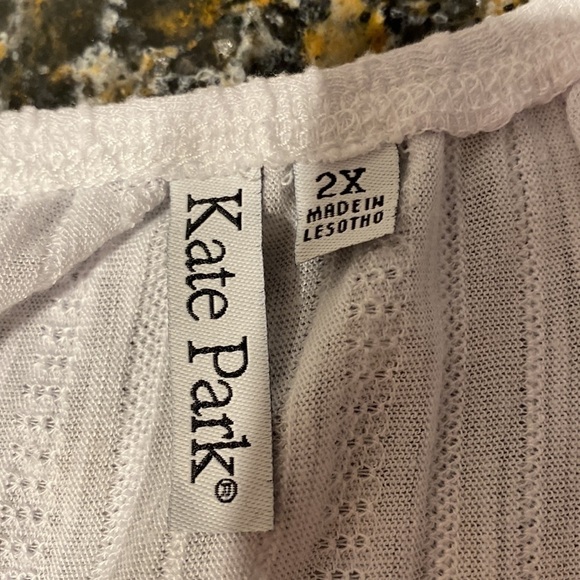 Kate Park®
2X
MADE IN
LESOTHO